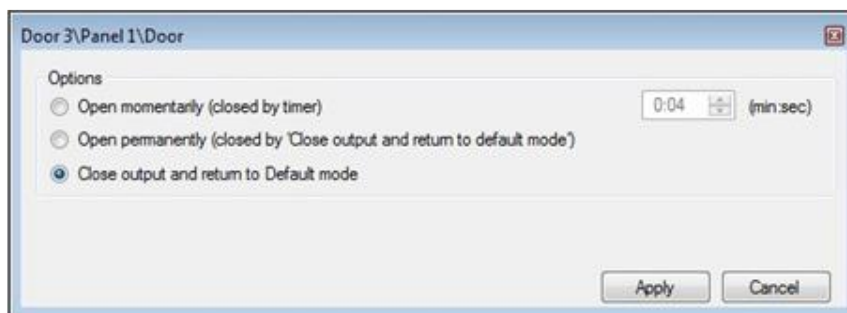 Door 3\Panel 1\Door
Options
Open momentarily (closed by timer) 0:04 (min:sec)
Open permanently (closed by 'Close output and return to default mode')
Close output and return to Default mode
Apply Cancel